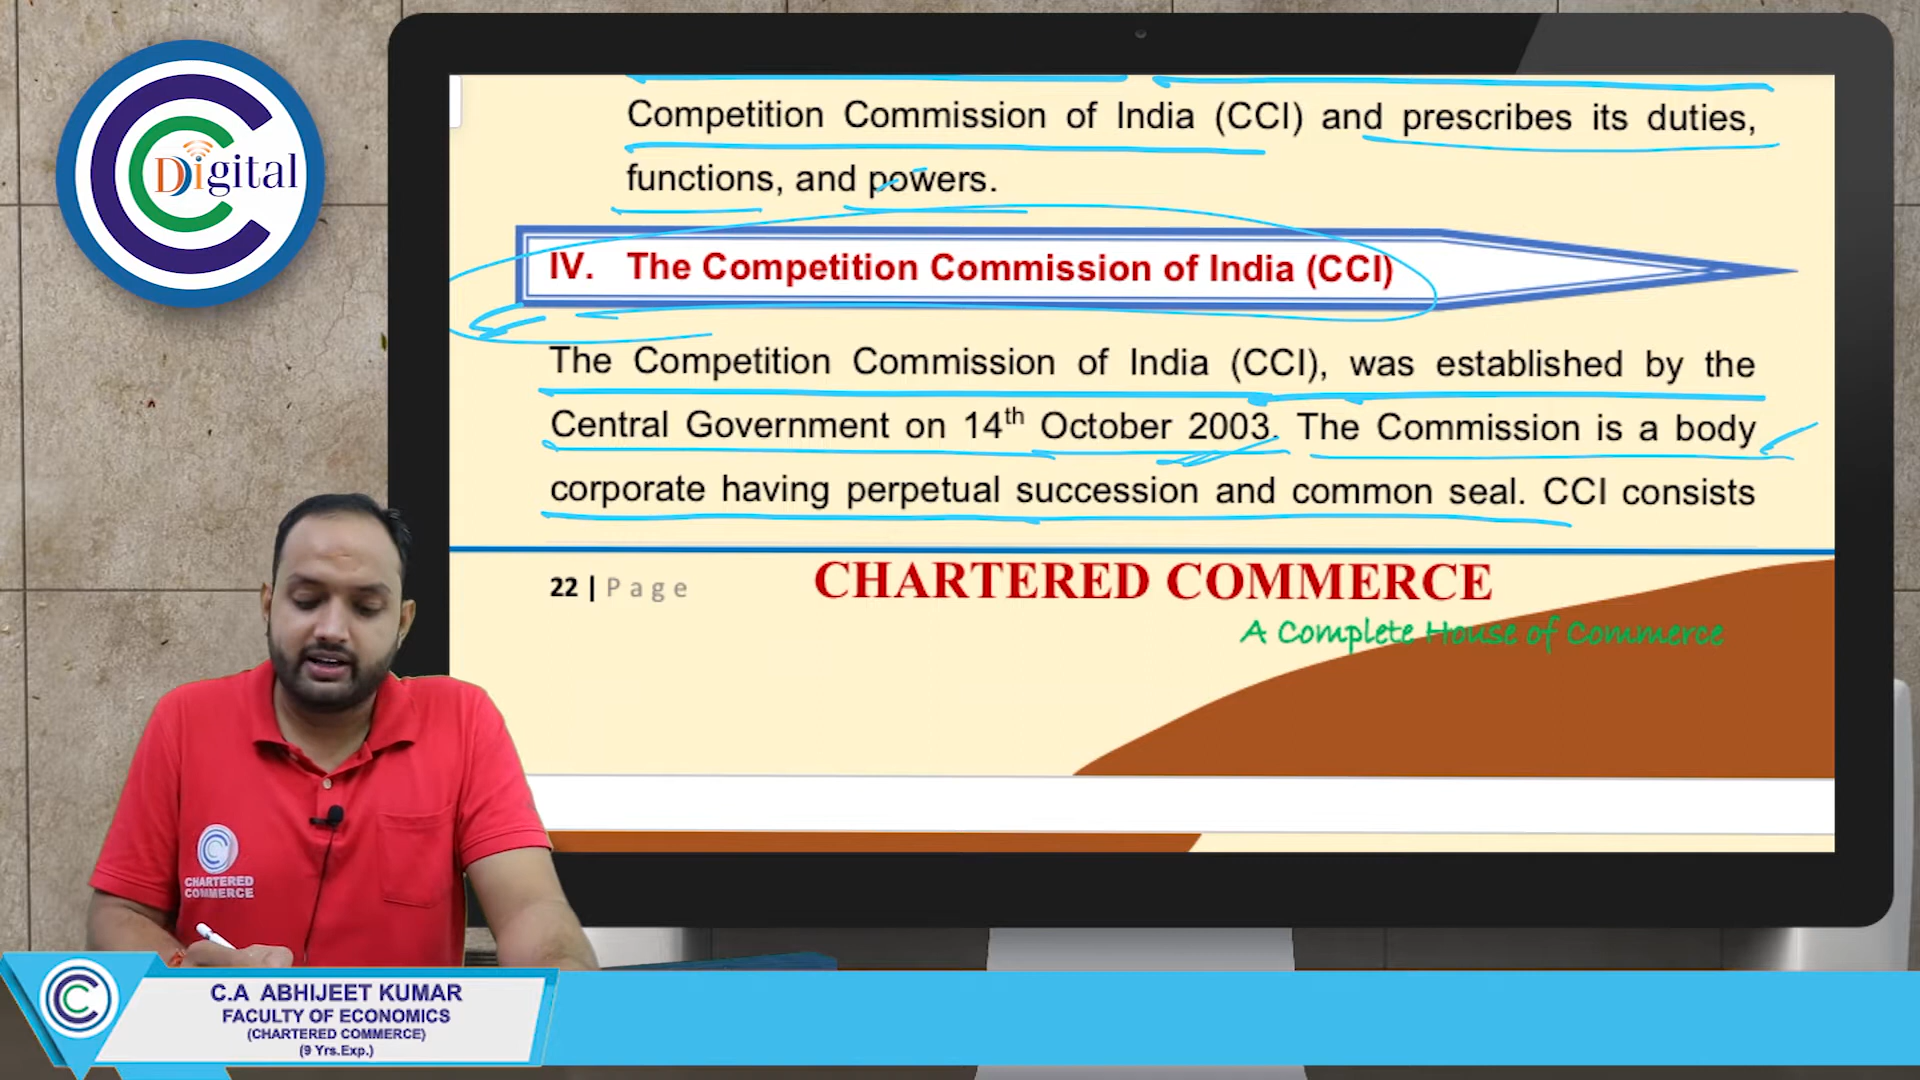 Digital
Competition Commission of India (CCI) and prescribes its duties,
functions, and powers.
IV. The Competition Commission of India (CCI)
The Competition Commission of India (CCI), was established by the
Central Government on 14th October 2003. The Commission is a body
corporate having perpetual succession and common seal. CCI consists
22 | Page
CHARTERED COMMERCE
A Complete House of Commerce
CHARTERED
COMMERCE
C.A ABHIJEET KUMAR
FACULTY OF ECONOMICS
(CHARTERED COMMERCE)
(9 Yrs.Exp.)